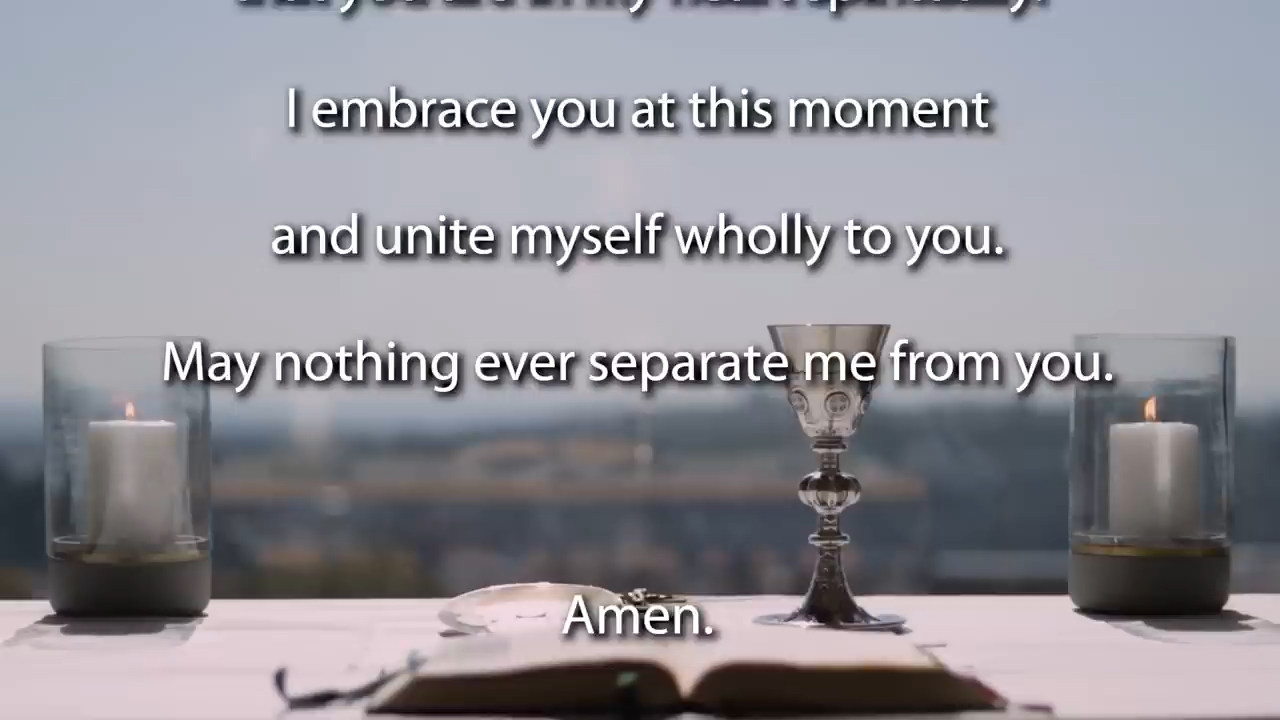 I embrace you at this moment
and unite myself wholly to you.
May nothing ever separate me from you.
Amen.